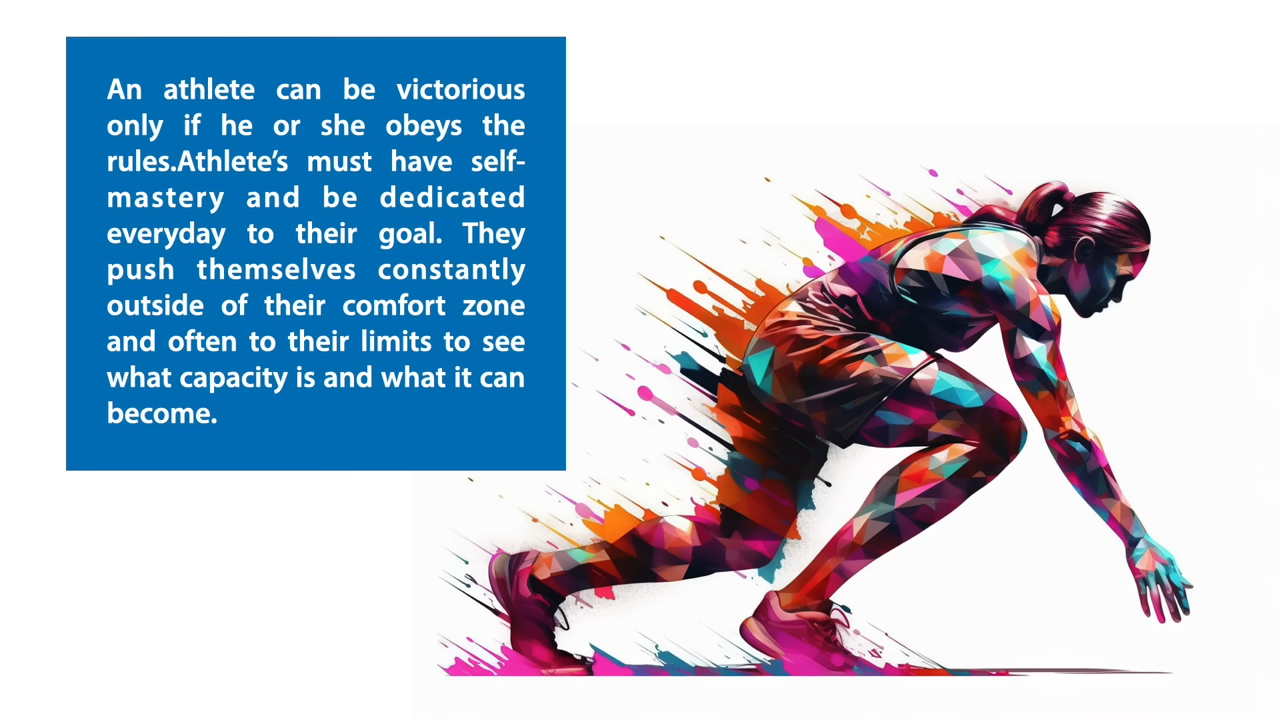 An athlete can be victorious
only if he or she obeys the
rules.Athlete’s must have self-
mastery and be dedicated
everyday to their goal. They
push themselves constantly
outside of their comfort zone
and often to their limits to see
what capacity is and what it can
become.